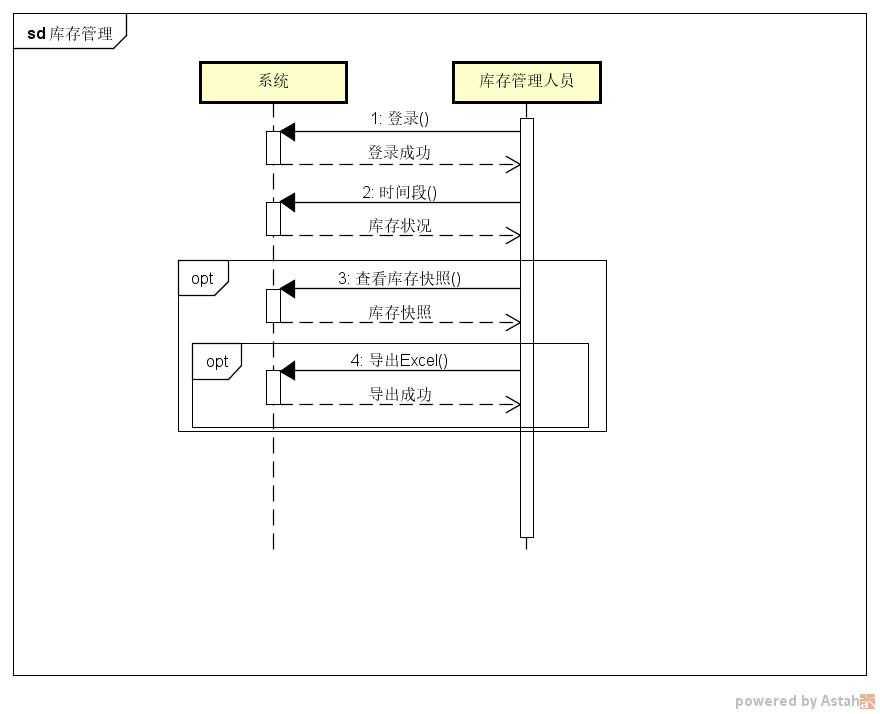 sd 库存管理
系统
库存管理人员
1: 登录()
登录成功
2: 时间段()
库存状况
opt
3: 查看库存快照()
库存快照
opt
4: 导出Excel()
导出成功
powered by Astah